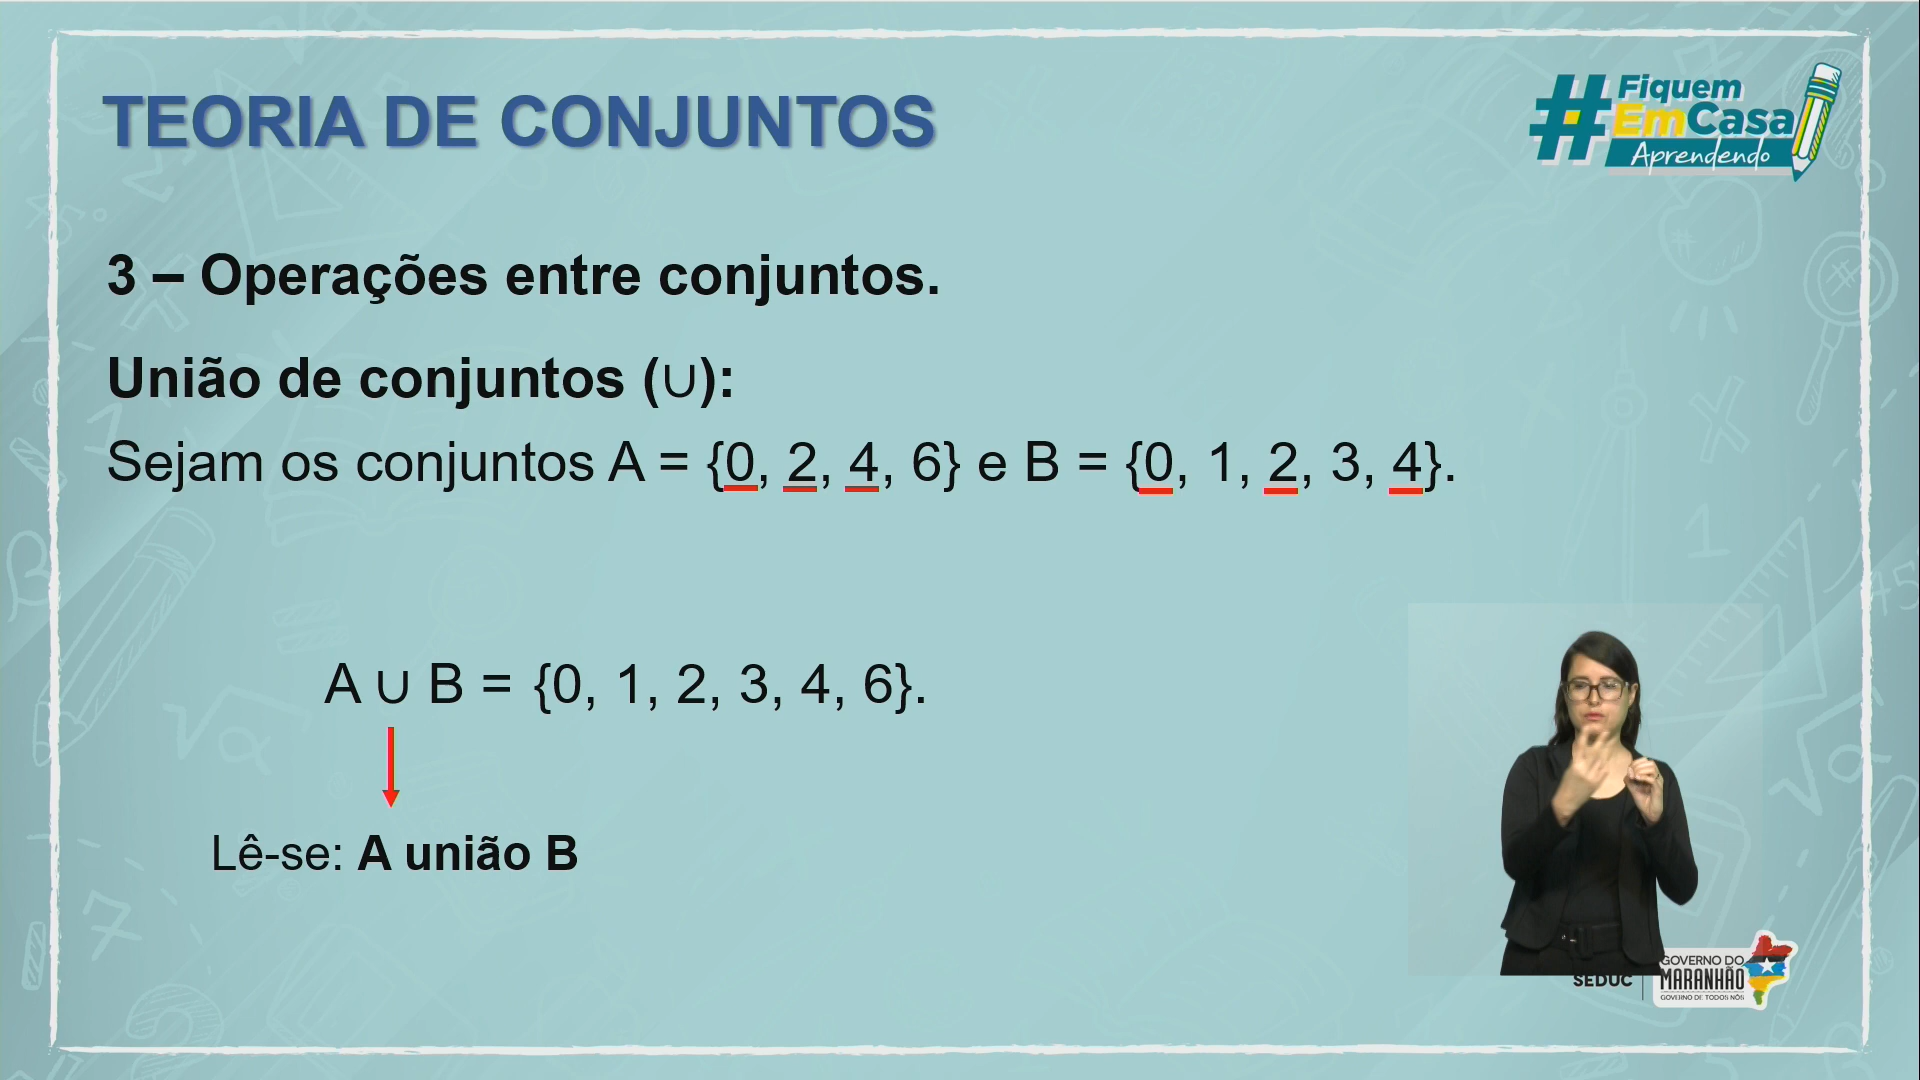 TEORIA DE CONJUNTOS
#Fiquem
EmCasa
Aprendendo
3 – Operações entre conjuntos.
União de conjuntos (∪):
Sejam os conjuntos A = {0, 2, 4, 6} e B = {0, 1, 2, 3, 4}.
A ∪ B = {0, 1, 2, 3, 4, 6}.
Lê-se: A união B
SEDUC
GOVERNO DO
MARANHÃO
GOVERNO DE TODOS NÓS